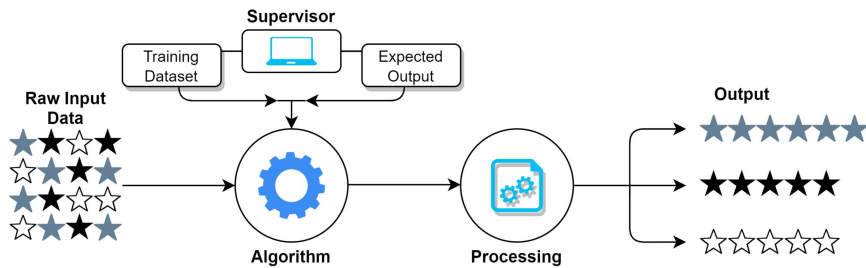 Supervisor
Training
Dataset
Expected
Output
Raw Input
Data
Output
Algorithm
Processing